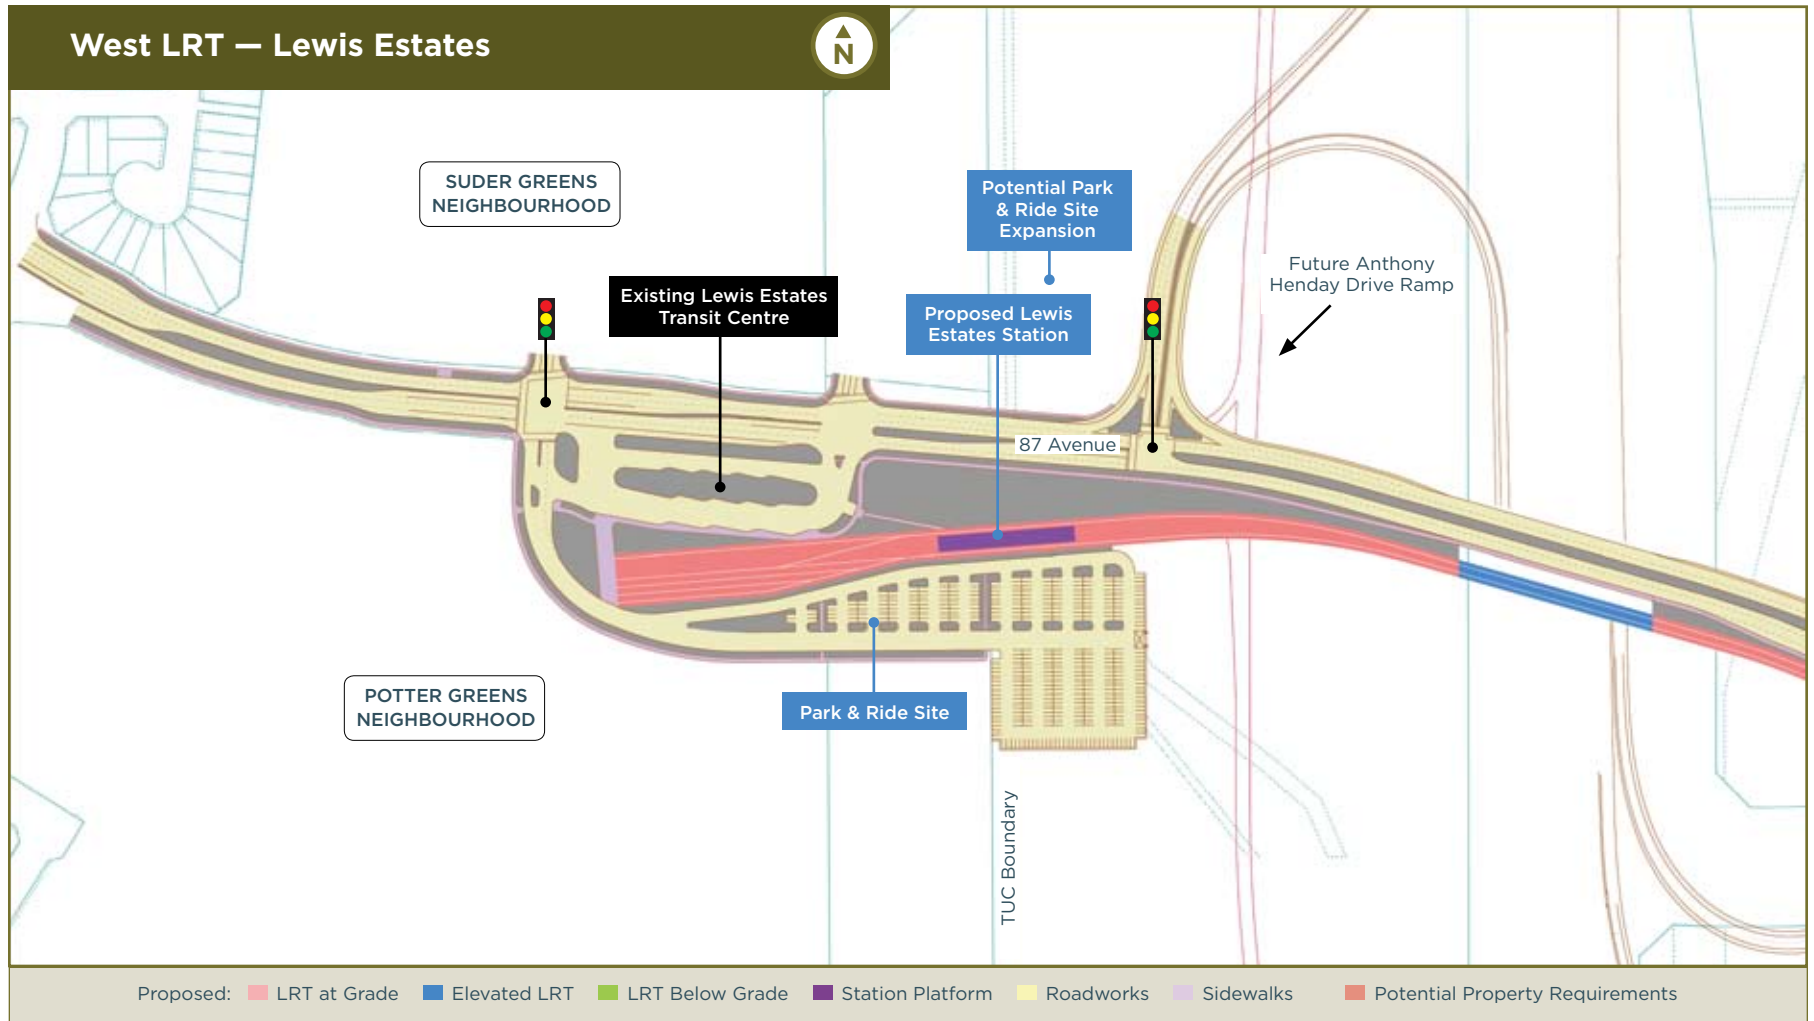 West LRT — Lewis Estates
N
SUDER GREENS
NEIGHBOURHOOD
Potential Park
& Ride Site
Expansion
Existing Lewis Estates
Transit Centre
Proposed Lewis
Estates Station
Future Anthony
Henday Drive Ramp
87 Avenue
POTTER GREENS
NEIGHBOURHOOD
Park & Ride Site
TUC Boundary
Proposed: LRT at Grade Elevated LRT LRT Below Grade Station Platform Roadworks Sidewalks Potential Property Requirements